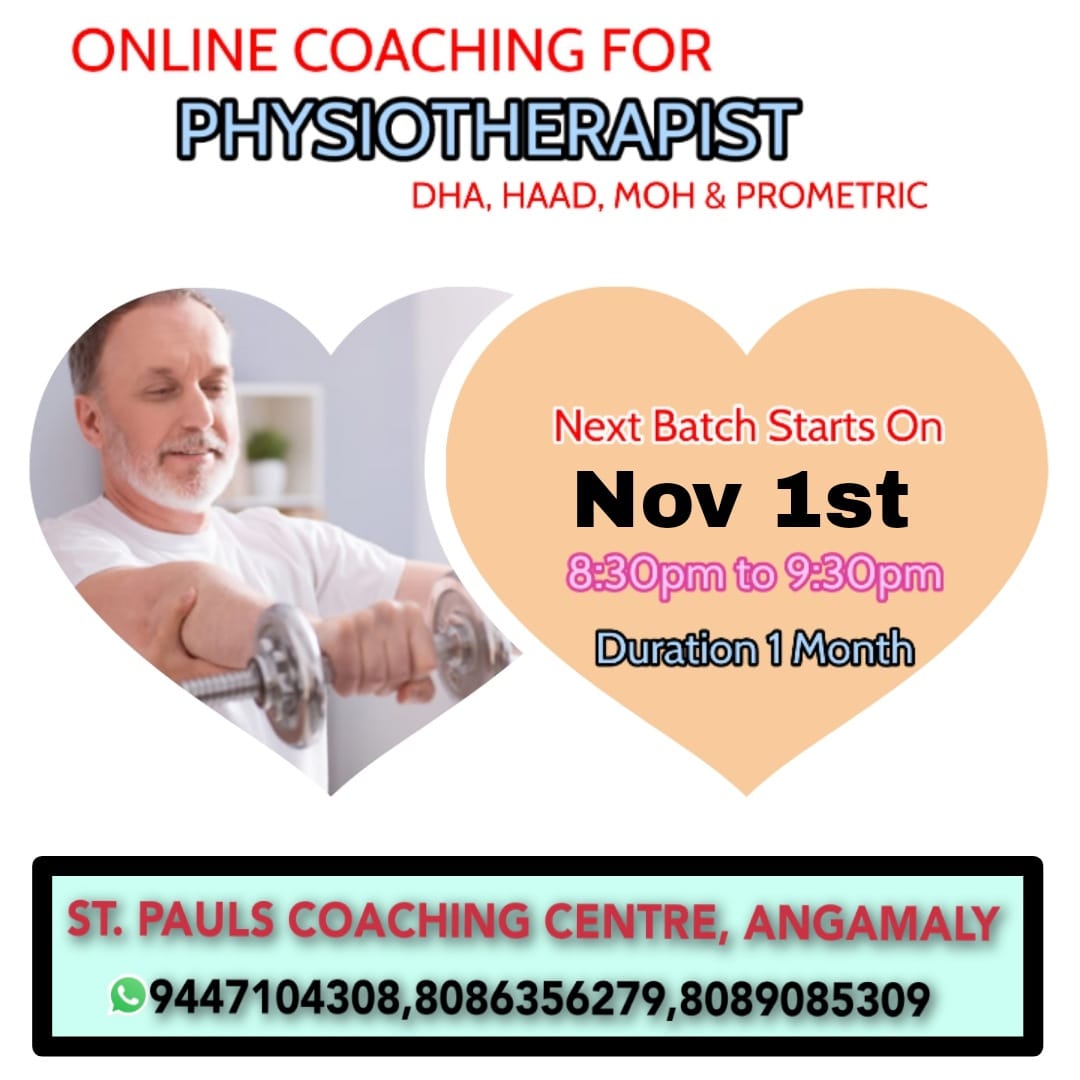 ONLINE COACHING FOR
PHYSIOTHERAPIST
DHA, HAAD, MOH & PROMETRIC
Next Batch Starts On
Nov 1st
8:30pm to 9:30pm
Duration 1 Month
ST. PAULS COACHING CENTRE, ANGAMALY
9447104308,8086356279,8089085309